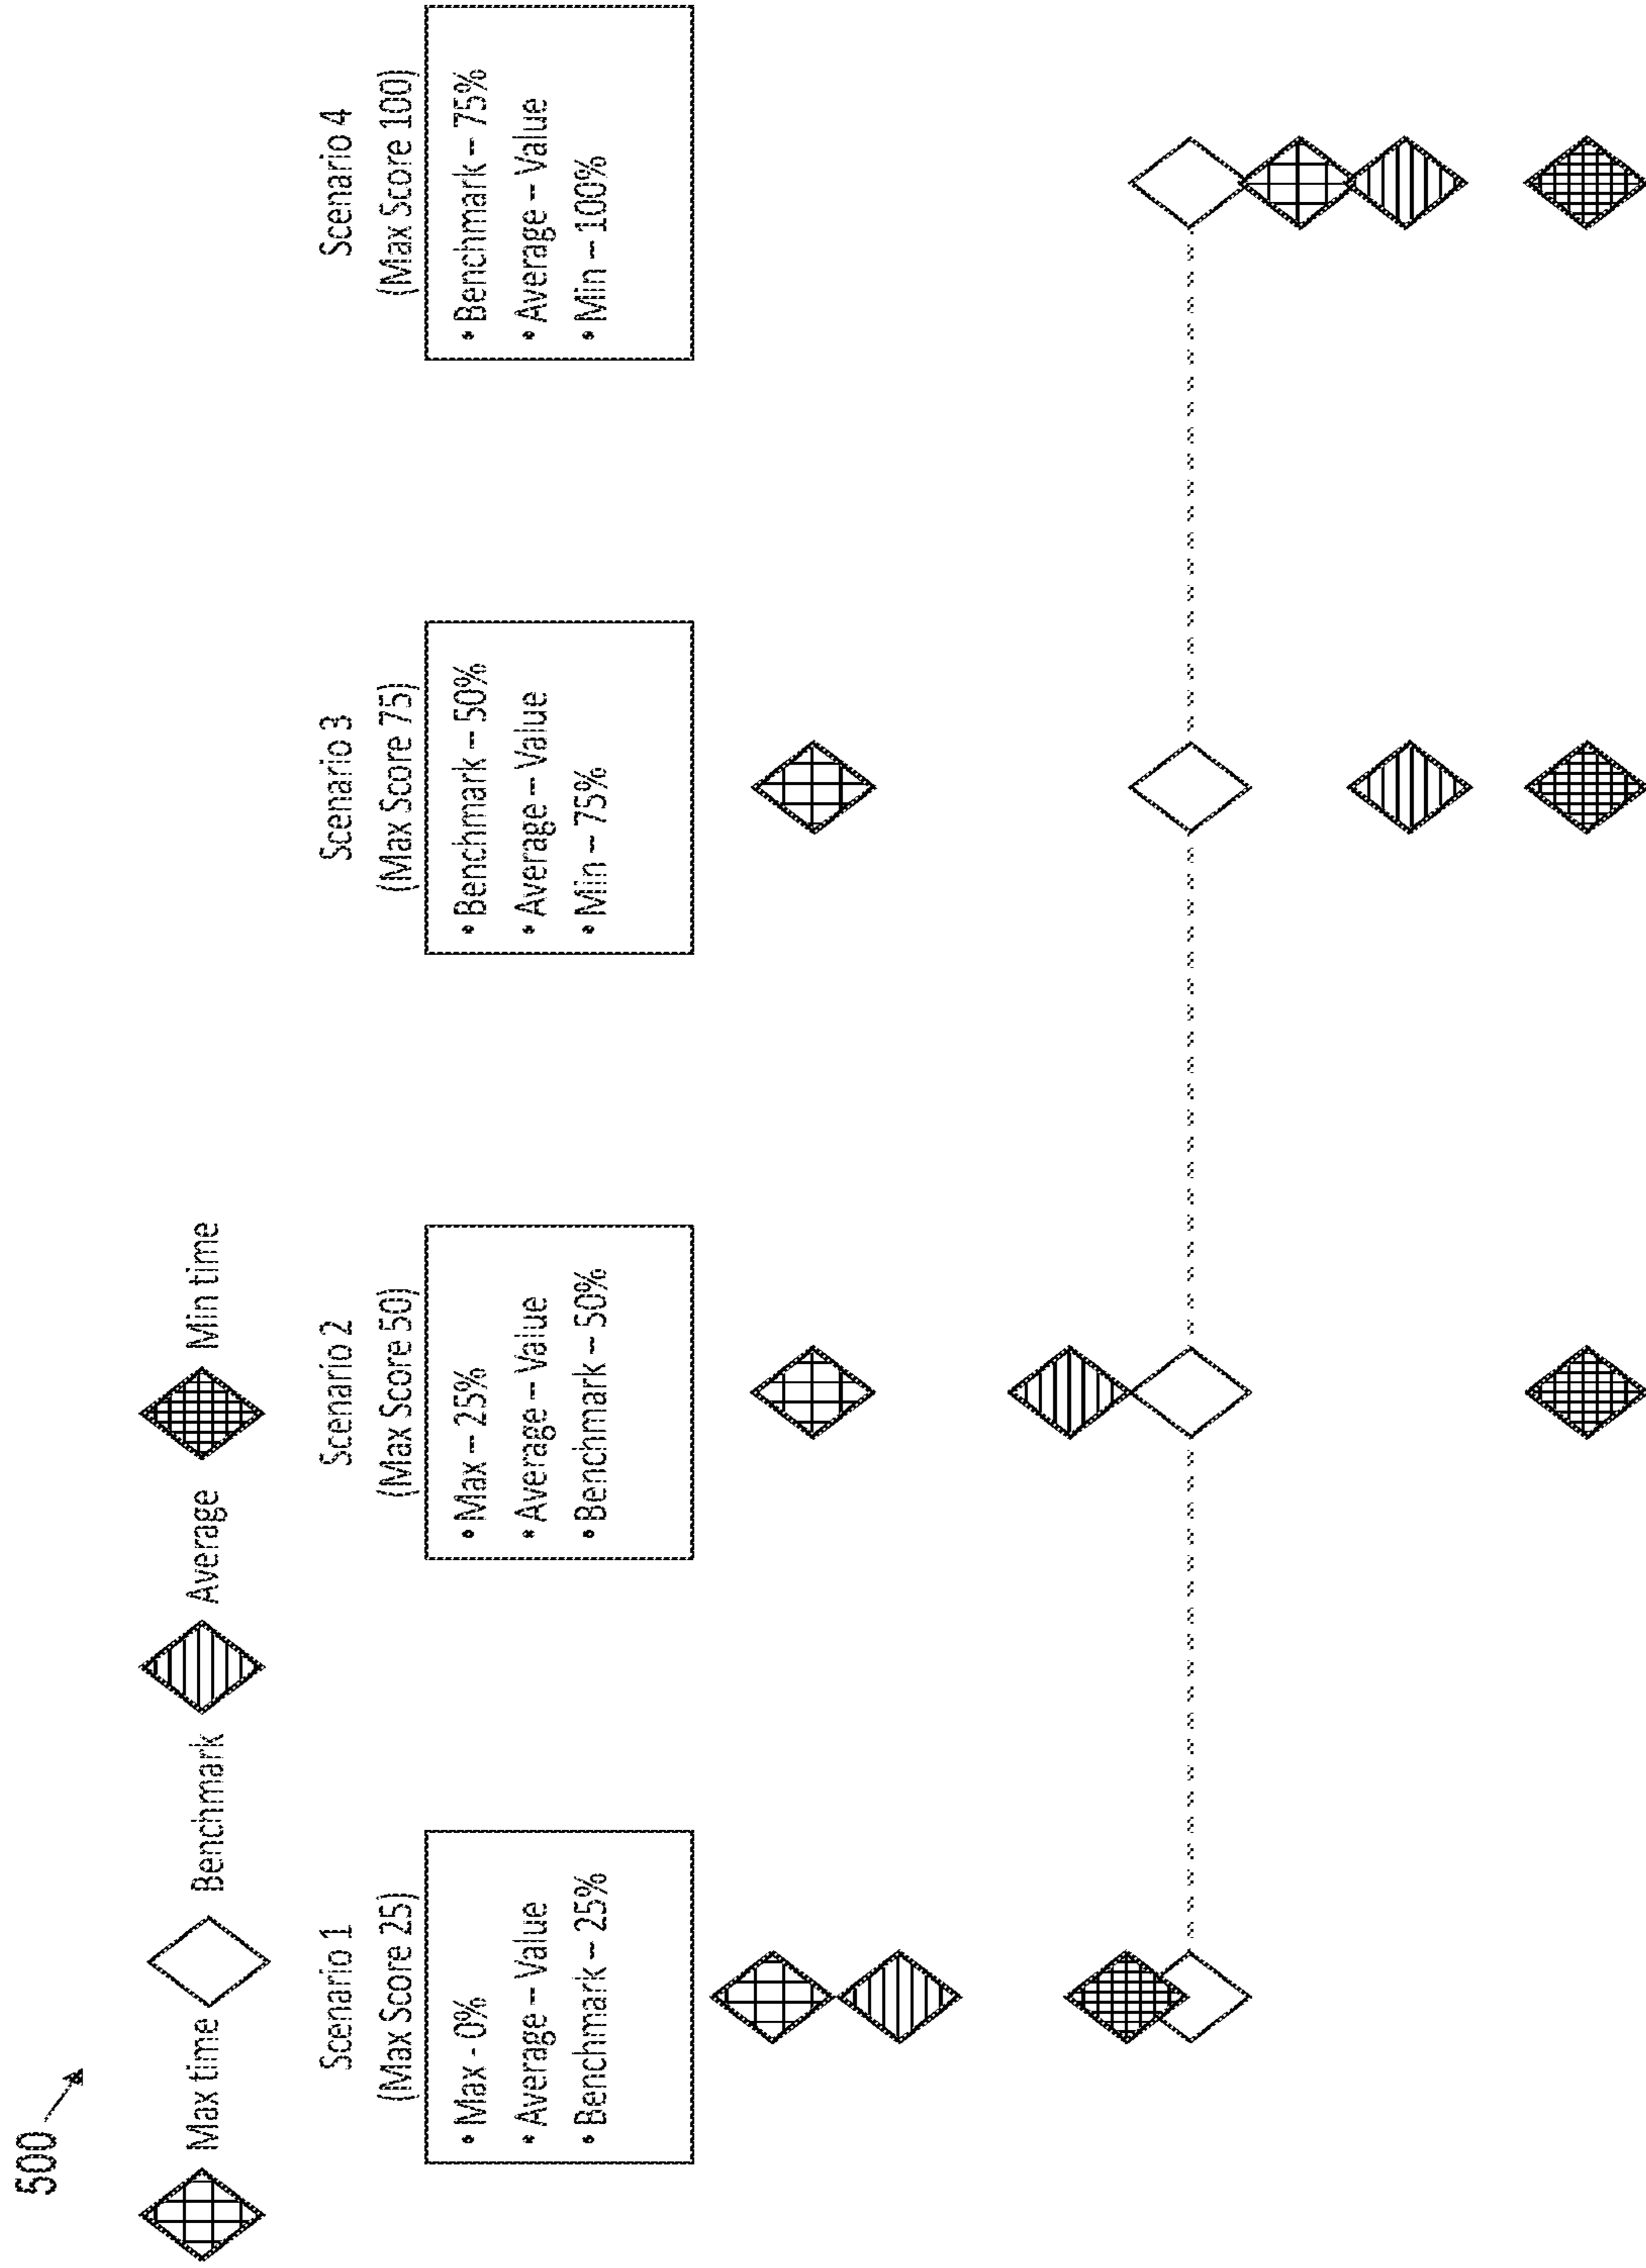 500
Max time
Benchmark
Average
Min time
Scenario 1
(Max Score 25)
• Max - 0%
• Average – Value
• Benchmark – 25%
Scenario 2
(Max Score 50)
• Max – 25%
• Average – Value
• Benchmark – 50%
Scenario 3
(Max Score 75)
• Benchmark – 50%
• Average – Value
• Min – 75%
Scenario 4
(Max Score 100)
• Benchmark – 75%
• Average – Value
• Min – 100%